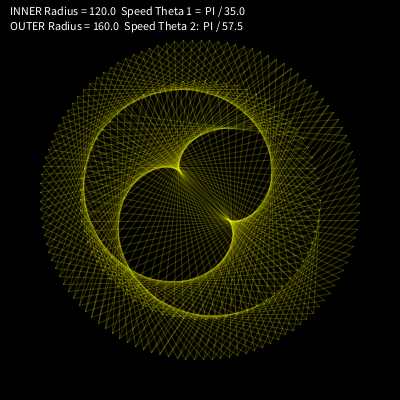 INNER Radius = 120.0 Speed Theta 1 = PI / 35.0
OUTER Radius = 160.0 Speed Theta 2: PI / 57.5